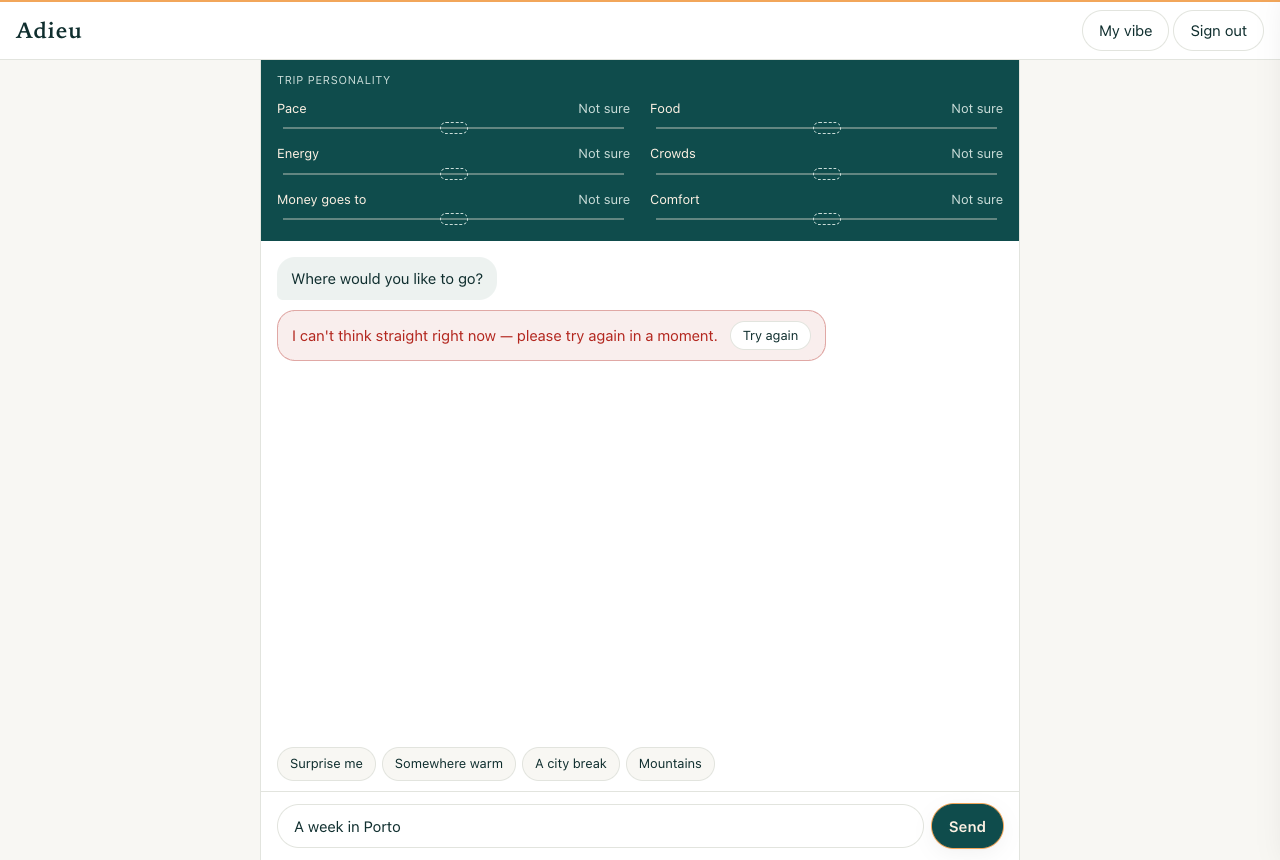 Adieu
My vibe
Sign out
TRIP PERSONALITY
Pace Not sure
Food Not sure
Energy Not sure
Crowds Not sure
Money goes to Not sure
Comfort Not sure
Where would you like to go?
I can't think straight right now — please try again in a moment. Try again
Surprise me
Somewhere warm
A city break
Mountains
A week in Porto
Send